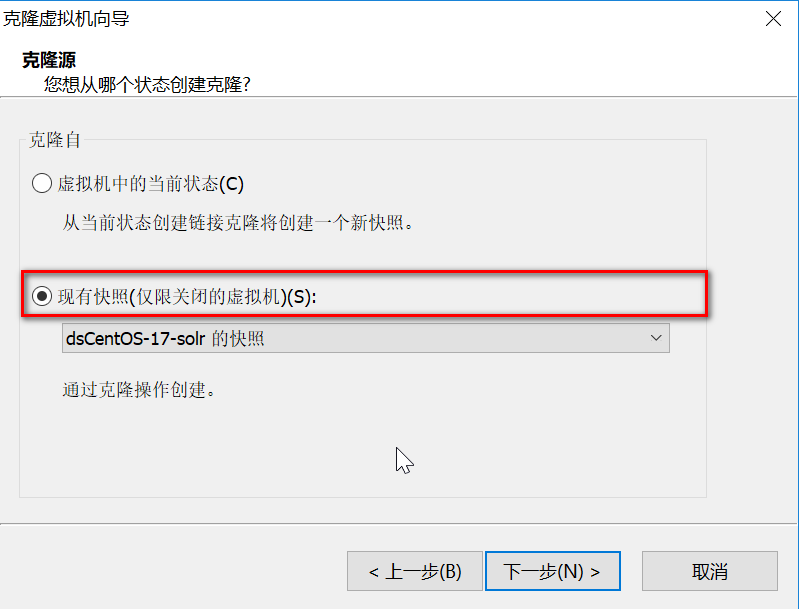 克隆虚拟机向导
克隆源
您想从哪个状态创建克隆?
克隆自
虚拟机中的当前状态(C)
从当前状态创建链接克隆将创建一个新快照。
现有快照(仅限关闭的虚拟机)(S):
dsCentOS-17-solr 的快照
通过克隆操作创建。
< 上一步(B) 下一步(N) > 取消